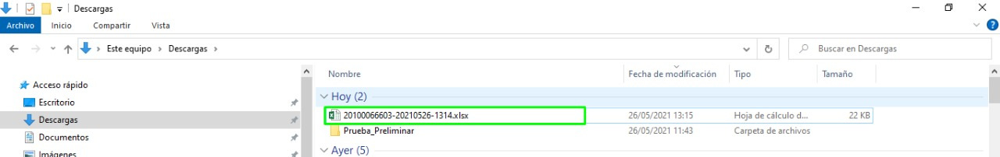 Descargas
Archivo Inicio Compartir Vista
Este equipo Descargas Buscar en Descargas
Nombre Fecha de modificación Tipo Tamaño
Acceso rápido
Escritorio
Descargas
Documentos
Imágenes
Hoy (2)
20100066603-20210526-1314.xlsx 26/05/2021 13:15 Hoja de cálculo d... 22 KB
Prueba_Preliminar 26/05/2021 11:43 Carpeta de archivos
Ayer (5)